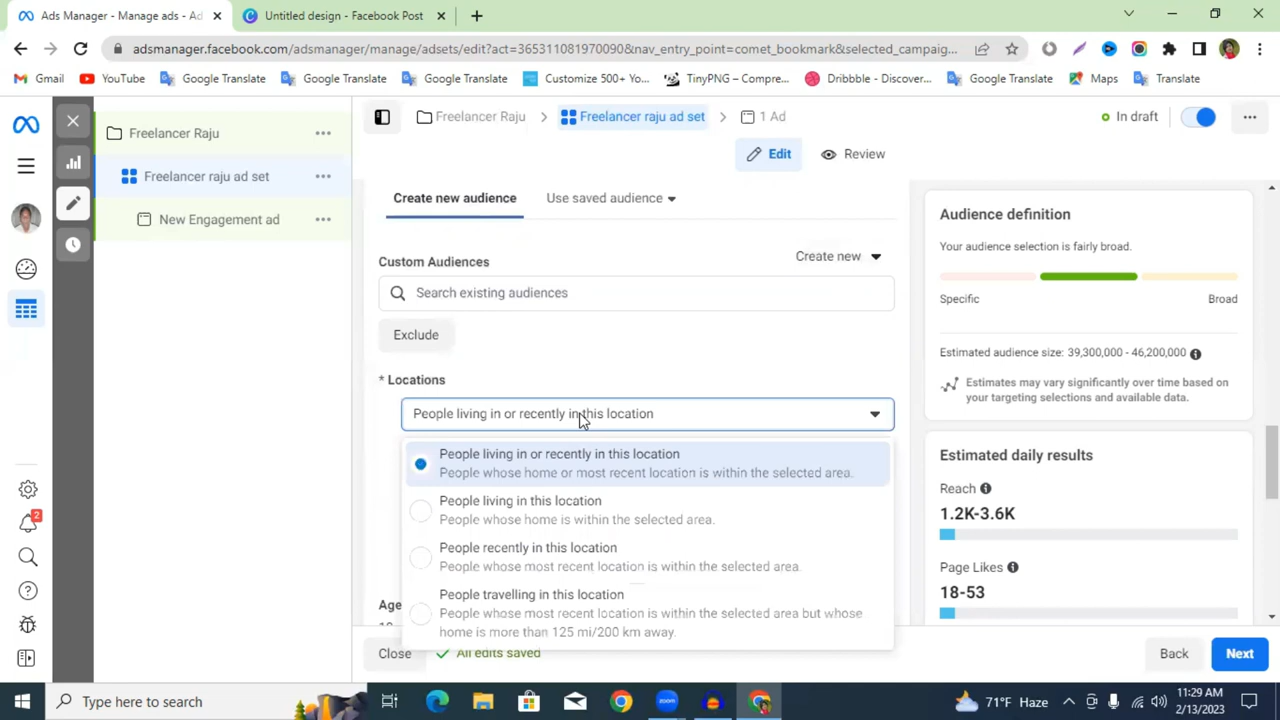 Ads Manager - Manage ads - Ad
Untitled design - Facebook Post
adsmanager.facebook.com/adsmanager/manage/adsets/edit?act=365311081970090&nav_entry_point=comet_bookmark&selected_campaig...
Gmail
YouTube
Google Translate
Google Translate
Google Translate
Customize 500+ Yo...
TinyPNG – Compre...
Dribbble - Discover...
Google Translate
Maps
Translate
Freelancer Raju
Freelancer raju ad set
1 Ad
In draft
Edit
Review
Freelancer Raju
Freelancer raju ad set
New Engagement ad
2
Create new audience
Use saved audience
Custom Audiences
Create new
Search existing audiences
Exclude
* Locations
People living in or recently in this location
People living in or recently in this location
People whose home or most recent location is within the selected area.
People living in this location
People whose home is within the selected area.
People recently in this location
People whose most recent location is within the selected area.
People travelling in this location
People whose most recent location is within the selected area but whose
home is more than 125 mi/200 km away.
Age
Close
All edits saved
Back
Next
Audience definition
Your audience selection is fairly broad.
Specific
Broad
Estimated audience size: 39,300,000 - 46,200,000
Estimates may vary significantly over time based on
your targeting selections and available data.
Estimated daily results
Reach
1.2K-3.6K
Page Likes
18-53
Type here to search
71°F Haze
11:29 AM
2/13/2023